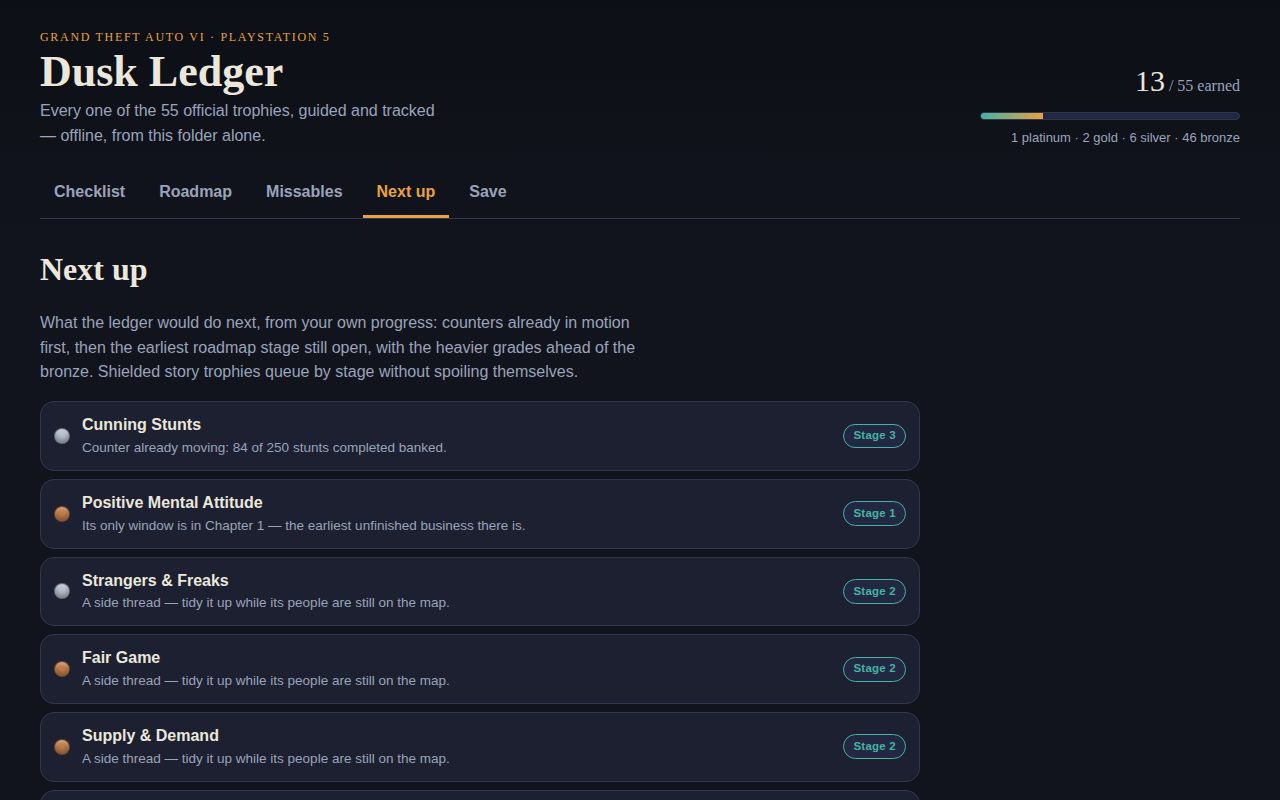 GRAND THEFT AUTO VI · PLAYSTATION 5
Dusk Ledger
Every one of the 55 official trophies, guided and tracked
— offline, from this folder alone.
13 / 55 earned
1 platinum · 2 gold · 6 silver · 46 bronze
Checklist Roadmap Missables Next up Save
Next up
What the ledger would do next, from your own progress: counters already in motion
first, then the earliest roadmap stage still open, with the heavier grades ahead of the
bronze. Shielded story trophies queue by stage without spoiling themselves.
Cunning Stunts
Counter already moving: 84 of 250 stunts completed banked.
Stage 3
Positive Mental Attitude
Its only window is in Chapter 1 — the earliest unfinished business there is.
Stage 1
Strangers & Freaks
A side thread — tidy it up while its people are still on the map.
Stage 2
Fair Game
A side thread — tidy it up while its people are still on the map.
Stage 2
Supply & Demand
A side thread — tidy it up while its people are still on the map.
Stage 2